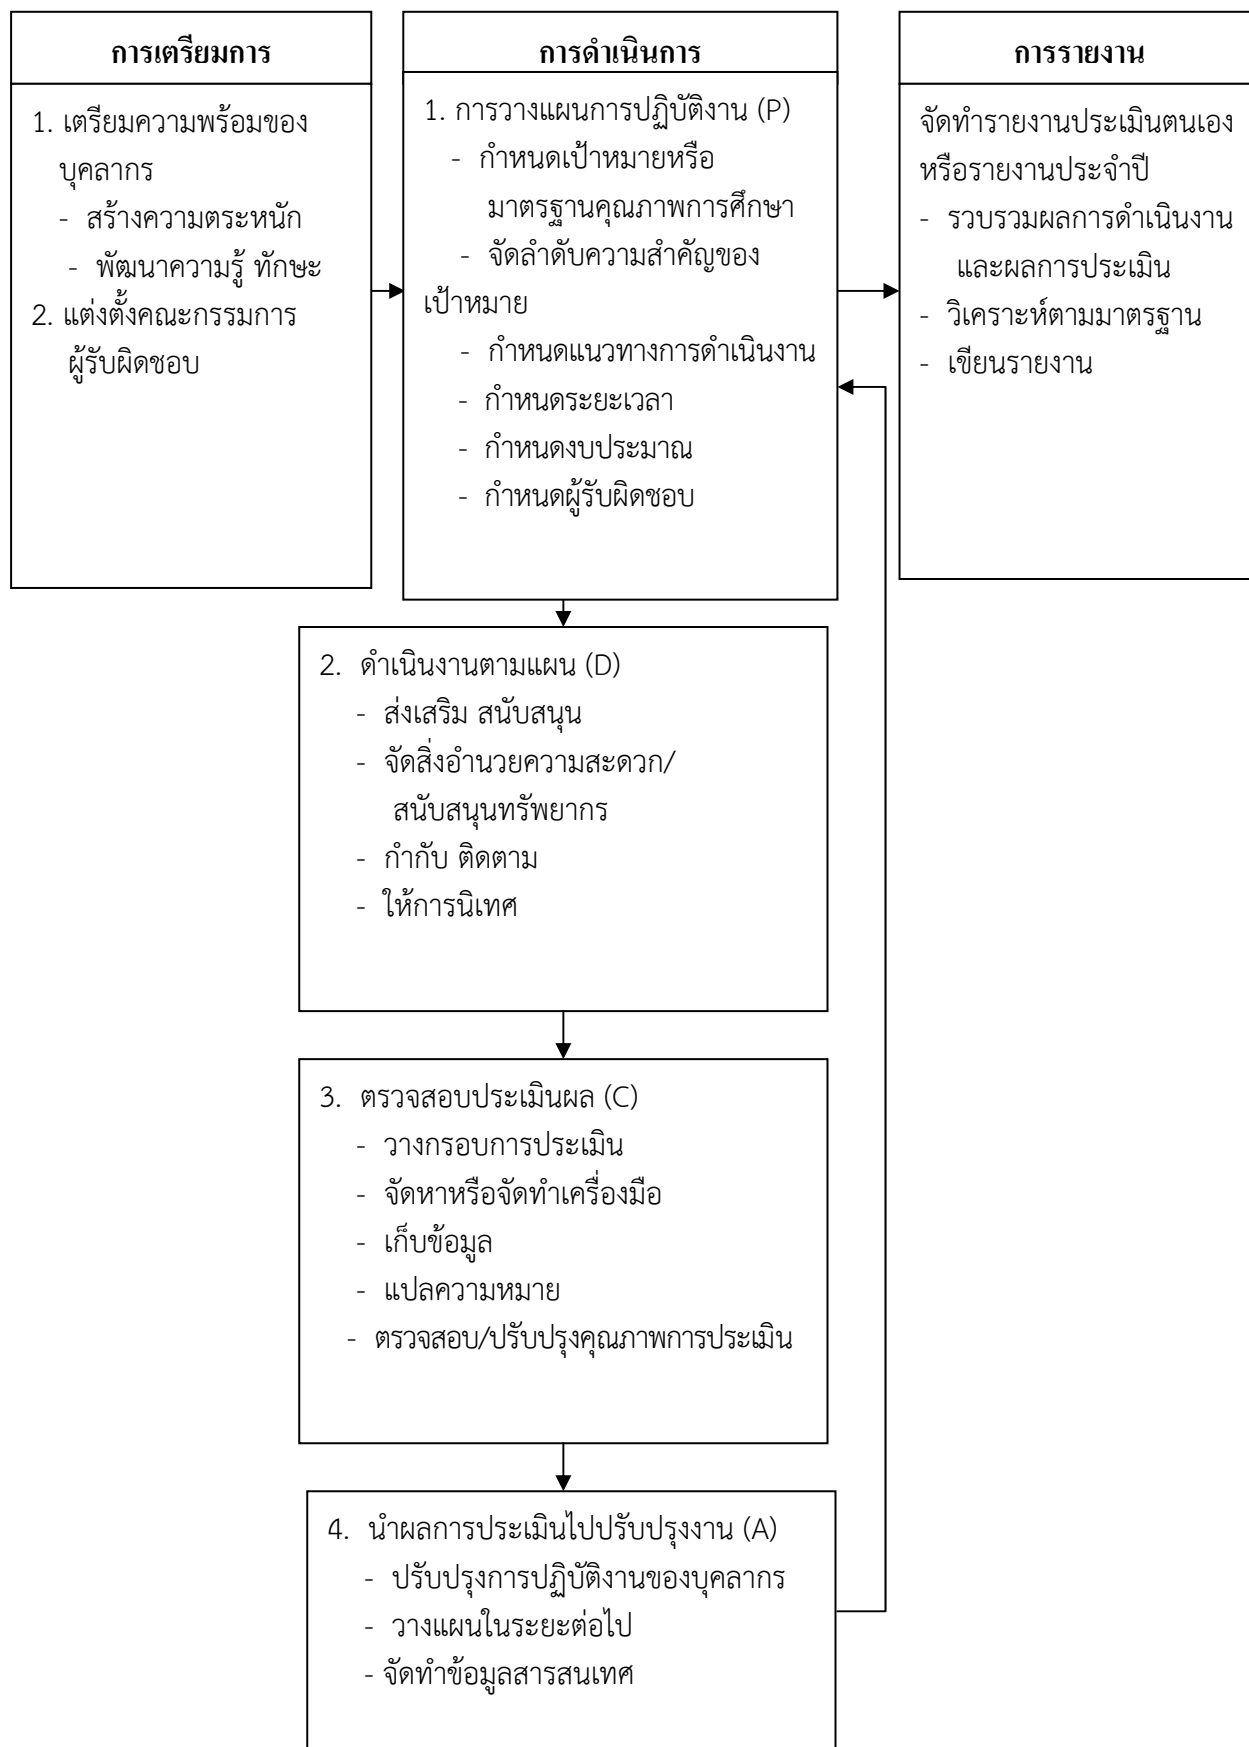 การเตรียมการ
1. เตรียมความพร้อมของ
บุคลากร
- สร้างความตระหนัก
- พัฒนาความรู้ ทักษะ
2. แต่งตั้งคณะกรรมการ
ผู้รับผิดชอบ
การดำเนินการ
1. การวางแผนการปฏิบัติงาน (P)
- กำหนดเป้าหมายหรือ
มาตรฐานคุณภาพการศึกษา
- จัดลำดับความสำคัญของ
เป้าหมาย
- กำหนดแนวทางการดำเนินงาน
- กำหนดระยะเวลา
- กำหนดงบประมาณ
- กำหนดผู้รับผิดชอบ
การรายงาน
จัดทำรายงานประเมินตนเอง
หรือรายงานประจำปี
- รวบรวมผลการดำเนินงาน
และผลการประเมิน
- วิเคราะห์ตามมาตรฐาน
- เขียนรายงาน
2. ดำเนินงานตามแผน (D)
- ส่งเสริม สนับสนุน
- จัดสิ่งอำนวยความสะดวก/
สนับสนุนทรัพยากร
- กำกับ ติดตาม
- ให้การนิเทศ
3. ตรวจสอบประเมินผล (C)
- วางกรอบการประเมิน
- จัดหาหรือจัดทำเครื่องมือ
- เก็บข้อมูล
- แปลความหมาย
- ตรวจสอบ/ปรับปรุงคุณภาพการประเมิน
4. นำผลการประเมินไปปรับปรุงงาน (A)
- ปรับปรุงการปฏิบัติงานของบุคลากร
- วางแผนในระยะต่อไป
- จัดทำข้อมูลสารสนเทศ